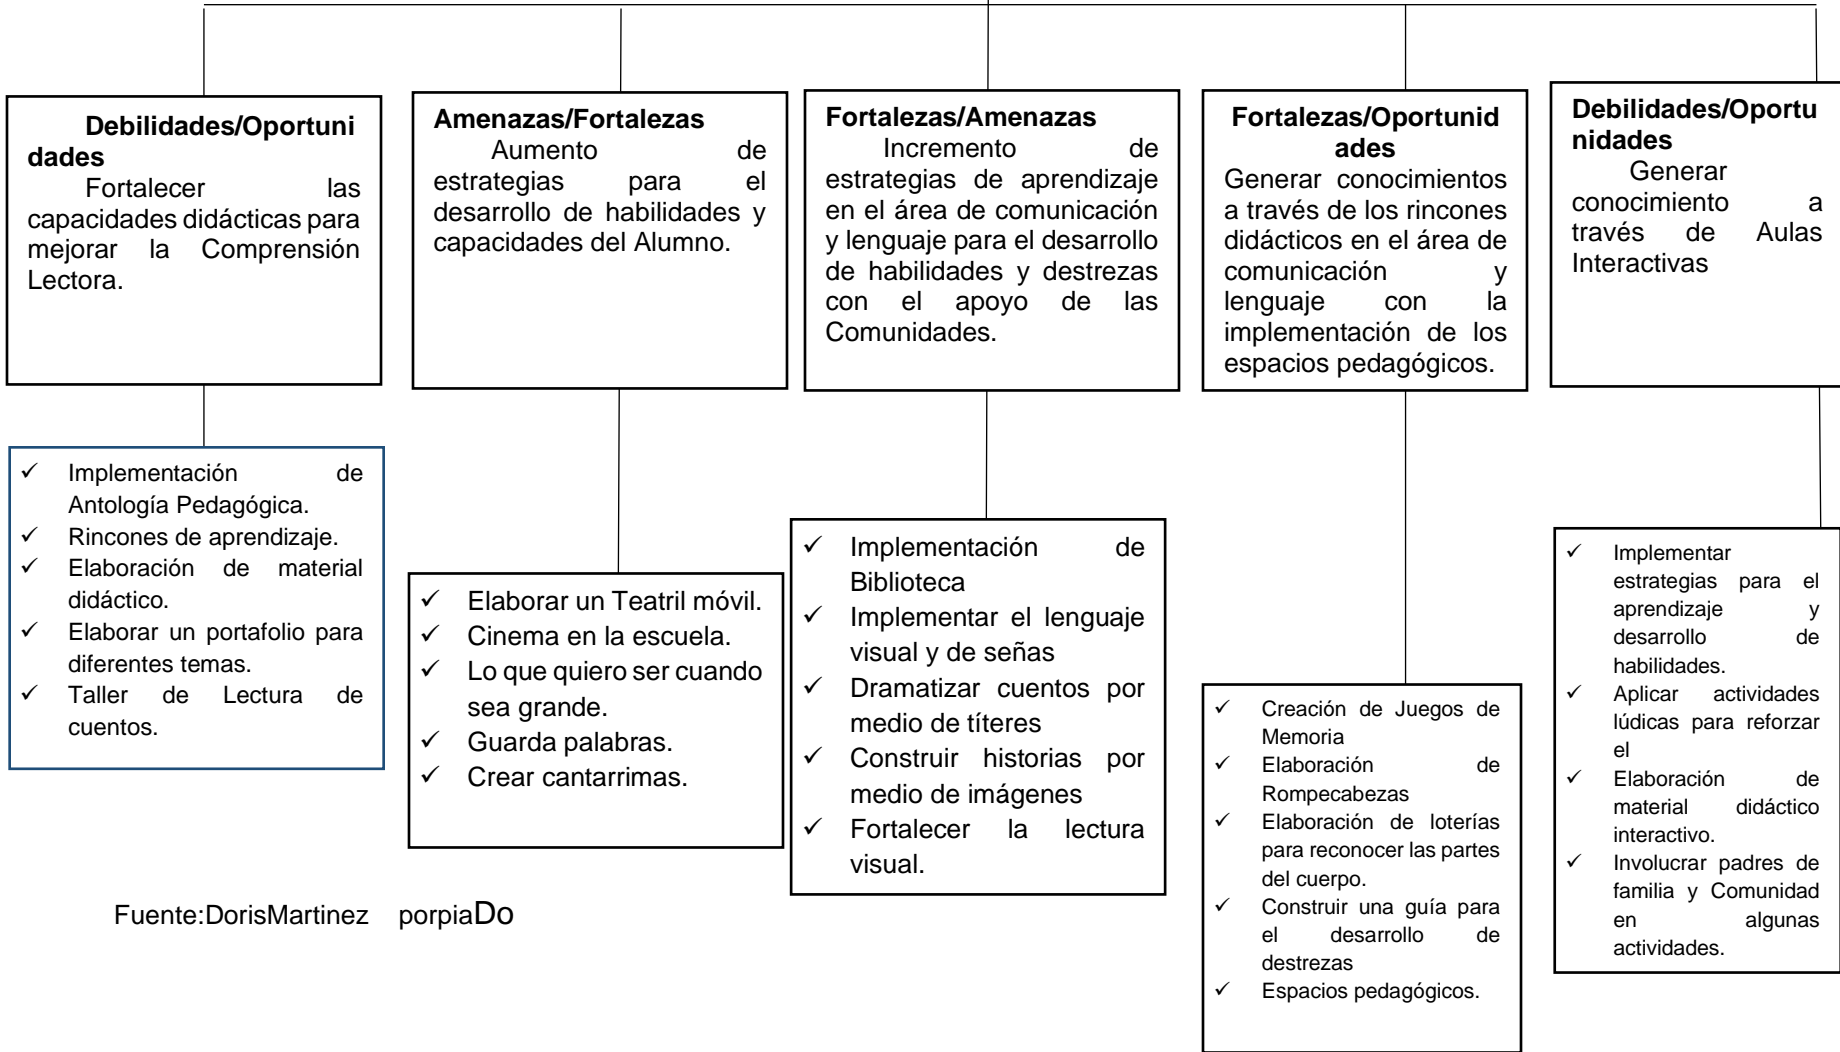 Debilidades/Oportuni
dades
Fortalecer las
capacidades didácticas para
mejorar la Comprensión
Lectora.
Amenazas/Fortalezas
Aumento de
estrategias para el
desarrollo de habilidades y
capacidades del Alumno.
Fortalezas/Amenazas
Incremento de
estrategias de aprendizaje
en el área de comunicación
y lenguaje para el desarrollo
de habilidades y destrezas
con el apoyo de las
Comunidades.
Fortalezas/Oportunid
ades
Generar conocimientos
a través de los rincones
didácticos en el área de
comunicación y
lenguaje con la
implementación de los
espacios pedagógicos.
Debilidades/Oportu
nidades
Generar
conocimiento a
través de Aulas
Interactivas
✓ Implementación de
Antología Pedagógica.
✓ Rincones de aprendizaje.
✓ Elaboración de material
didáctico.
✓ Elaborar un portafolio para
diferentes temas.
✓ Taller de Lectura de
cuentos.
✓ Elaborar un Teatril móvil.
✓ Cinema en la escuela.
✓ Lo que quiero ser cuando
sea grande.
✓ Guarda palabras.
✓ Crear cantarrimas.
✓ Implementación de
Biblioteca
✓ Implementar el lenguaje
visual y de señas
✓ Dramatizar cuentos por
medio de títeres
✓ Construir historias por
medio de imágenes
✓ Fortalecer la lectura
visual.
✓ Creación de Juegos de
Memoria
✓ Elaboración de
Rompecabezas
✓ Elaboración de loterías
para reconocer las partes
del cuerpo.
✓ Construir una guía para
el desarrollo de
destrezas
✓ Espacios pedagógicos.
✓ Implementar
estrategias para el
aprendizaje y
desarrollo de
habilidades.
✓ Aplicar actividades
lúdicas para reforzar
el
✓ Elaboración de
material didáctico
interactivo.
✓ Involucrar padres de
familia y Comunidad
en algunas
actividades.
Fuente:DorisMartinez porpiaDo